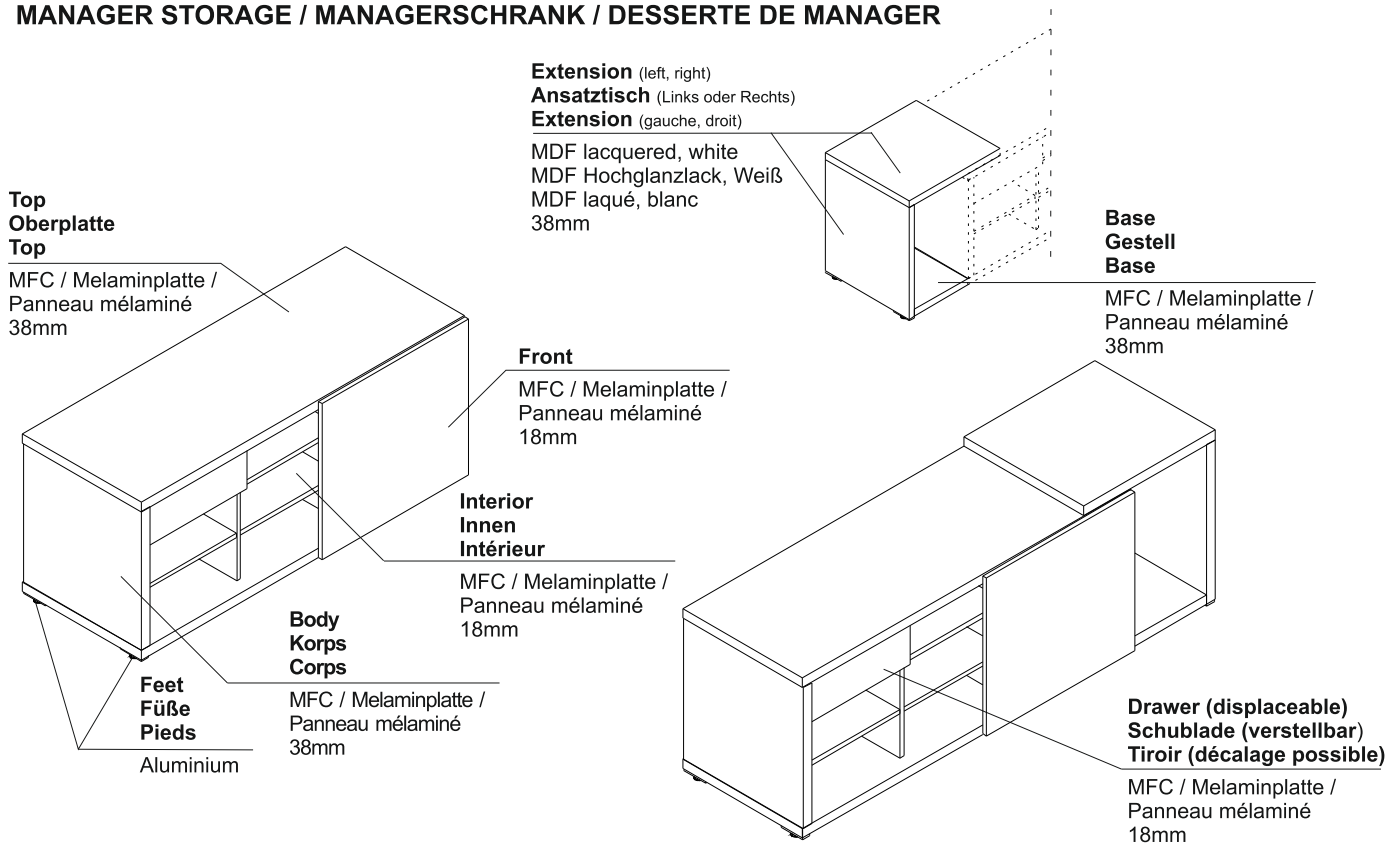 MANAGER STORAGE / MANAGERSCHRANK / DESSERTE DE MANAGER
Extension (left, right)
Ansatztisch (Links oder Rechts)
Extension (gauche, droit)
MDF lacquered, white
MDF Hochglanzlack, Weiß
MDF laqué, blanc
38mm
Top
Oberplatte
Top
MFC / Melaminplatte /
Panneau mélaminé
38mm
Base
Gestell
Base
MFC / Melaminplatte /
Panneau mélaminé
38mm
Front
MFC / Melaminplatte /
Panneau mélaminé
18mm
Interior
Innen
Intérieur
MFC / Melaminplatte /
Panneau mélaminé
18mm
Body
Korps
Corps
MFC / Melaminplatte /
Panneau mélaminé
38mm
Feet
Füße
Pieds
Aluminium
Drawer (displaceable)
Schublade (verstellbar)
Tiroir (décalage possible)
MFC / Melaminplatte /
Panneau mélaminé
18mm